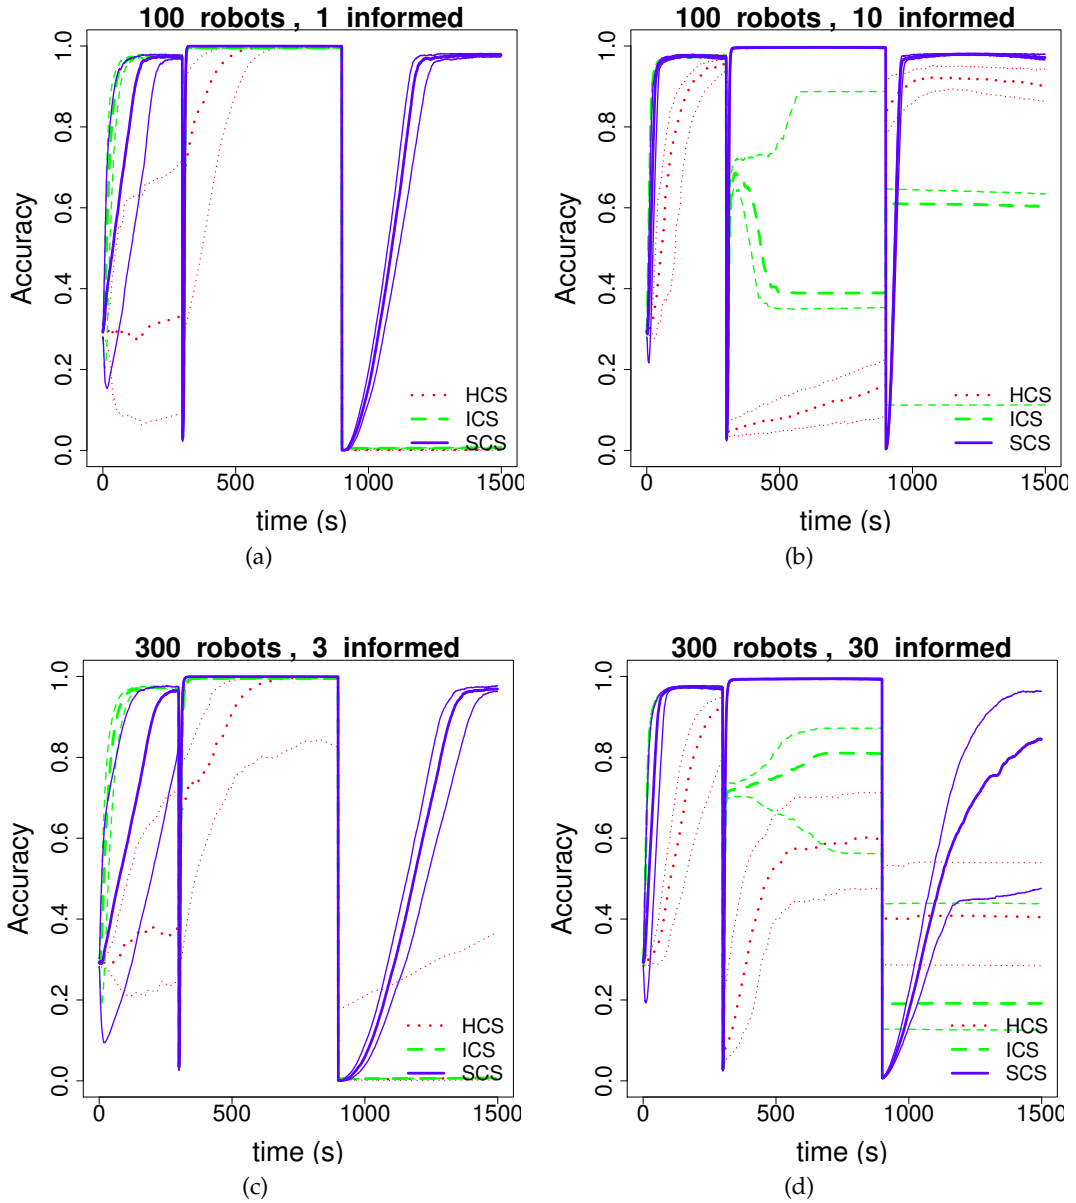 100 robots , 1 informed
Accuracy
0.0 0.2 0.4 0.6 0.8 1.0
HCS
ICS
SCS
0 500 1000 1500
time (s)
(a)
100 robots , 10 informed
Accuracy
0.0 0.2 0.4 0.6 0.8 1.0
HCS
ICS
SCS
0 500 1000 1500
time (s)
(b)
300 robots , 3 informed
Accuracy
0.0 0.2 0.4 0.6 0.8 1.0
HCS
ICS
SCS
0 500 1000 1500
time (s)
(c)
300 robots , 30 informed
Accuracy
0.0 0.2 0.4 0.6 0.8 1.0
HCS
ICS
SCS
0 500 1000 1500
time (s)
(d)